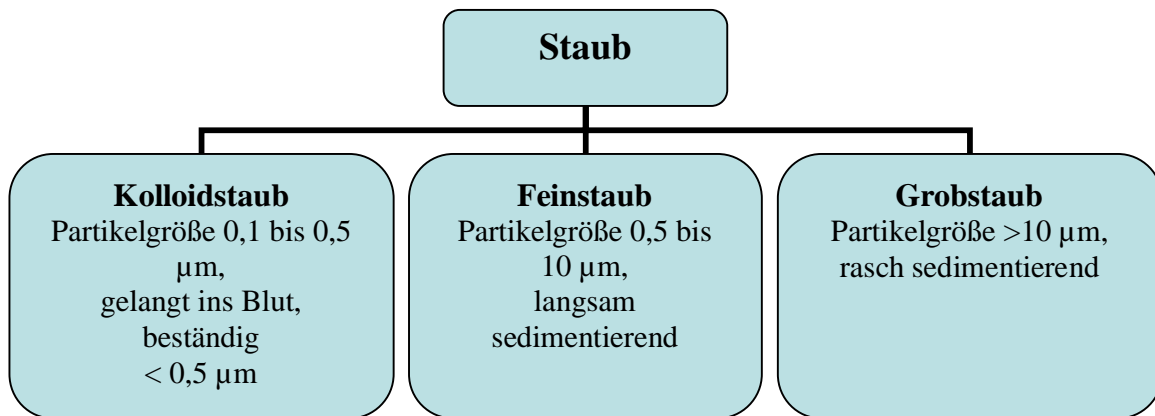 Staub
Kolloidstaub
Partikelgröße 0,1 bis 0,5
µm,
gelangt ins Blut,
beständig
< 0,5 µm
Feinstaub
Partikelgröße 0,5 bis
10 µm,
langsam
sedimentierend
Grobstaub
Partikelgröße >10 µm,
rasch sedimentierend